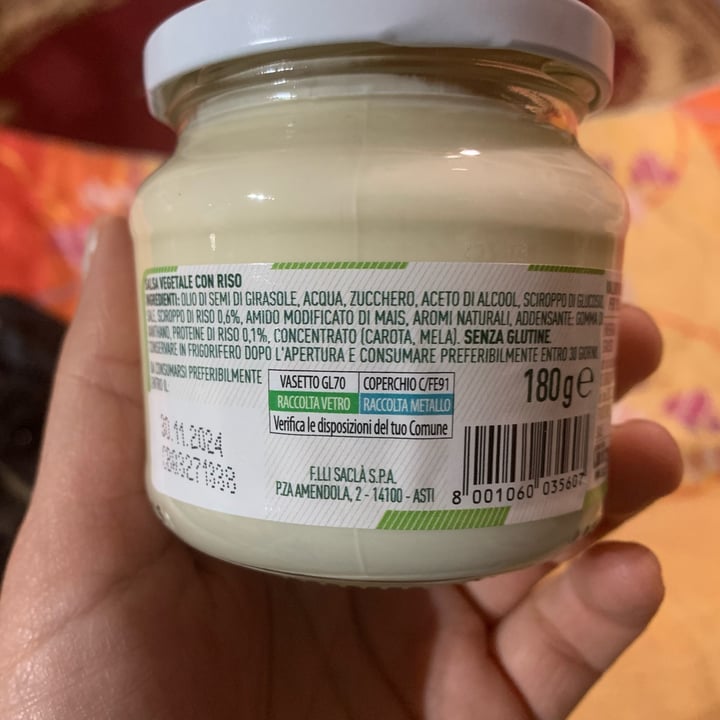 SALSA VEGETALE CON RISO
INGREDIENTI: OLIO DI SEMI DI GIRASOLE, ACQUA, ZUCCHERO, ACETO DI ALCOOL, SCIROPPO DI GLUCOSIO,
SALE, SCIROPPO DI RISO 0,6%, AMIDO MODIFICATO DI MAIS, AROMI NATURALI, ADDENSANTE: GOMMA DI
XANTHANO, PROTEINE DI RISO 0,1%, CONCENTRATO (CAROTA, MELA). SENZA GLUTINE.
CONSERVARE IN FRIGORIFERO DOPO L'APERTURA E CONSUMARE PREFERIBILMENTE ENTRO 30 GIORNI.
DA CONSUMARSI PREFERIBILMENTE
ENTRO IL:
30.11.2024
VASETTO GL70 COPERCHIO C/FE91
RACCOLTA VETRO RACCOLTA METALLO
Verifica le disposizioni del tuo Comune
180 g e
F.LLI SACLÀ S.P.A.
P.ZA AMENDOLA, 2 - 14100 - ASTI
8 001060 035607